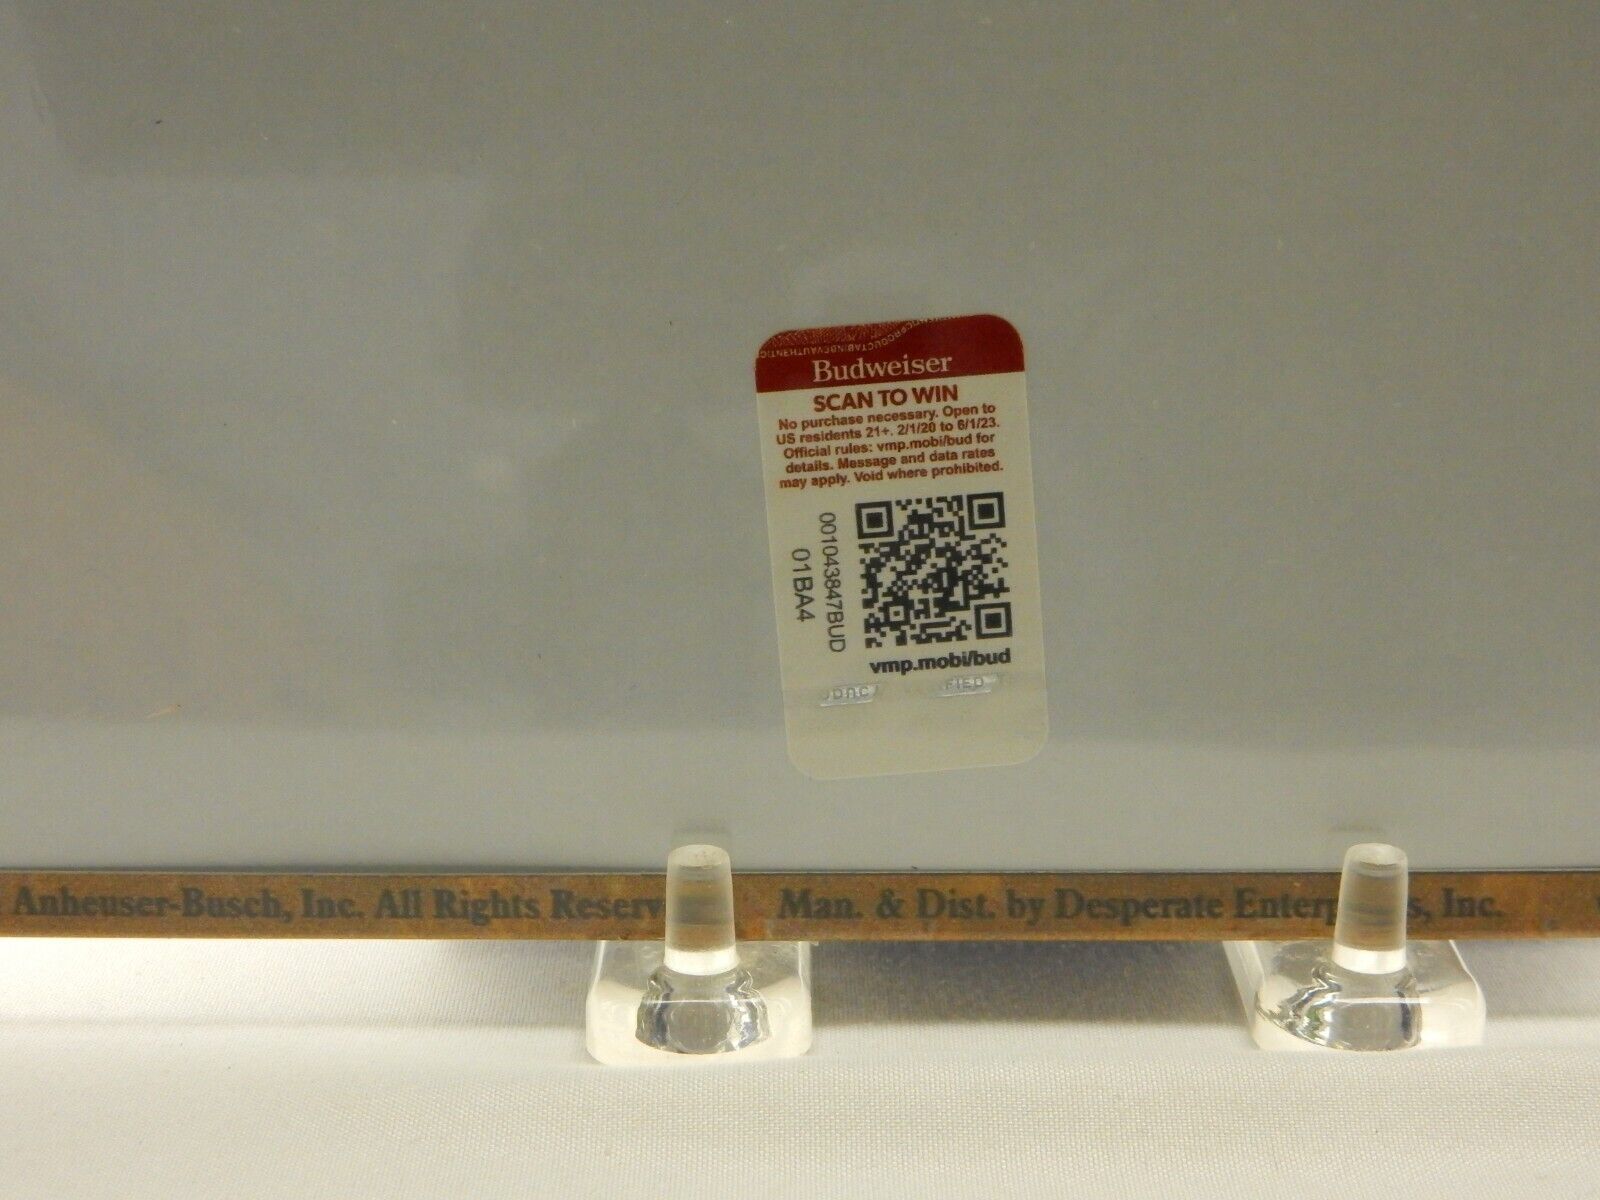 Budweiser
SCAN TO WIN
No purchase necessary. Open to
US residents 21+. 2/1/20 to 6/1/23.
Official rules: vmp.mobi/bud for
details. Message and data rates
may apply. Void where prohibited.
001043847BUD
01BA4
vmp.mobi/bud
Anheuser-Busch, Inc. All Rights Reserv Man. & Dist. by Desperate Enterp s, Inc.